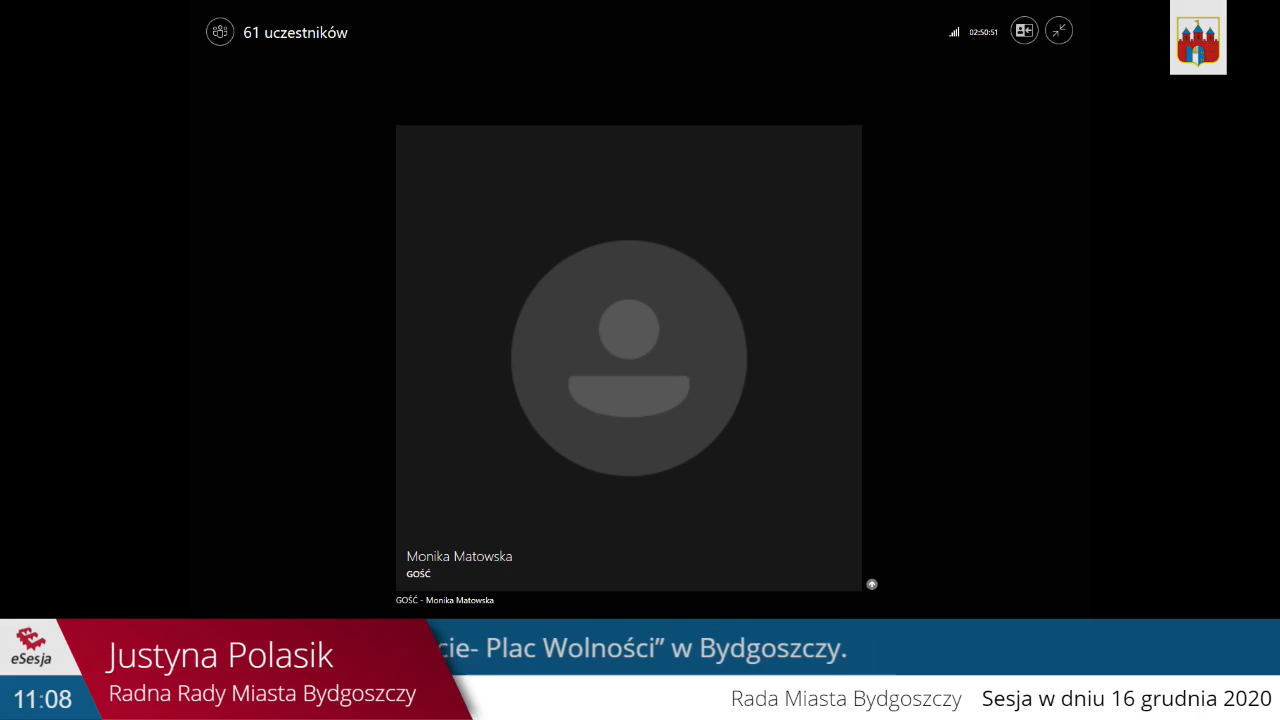 61 uczestników
02:50:51
Monika Matowska
GOŚĆ
GOŚĆ - Monika Matowska
eSesja
Justyna Polasik
cie- Plac Wolności” w Bydgoszczy.
11:08
Radna Rady Miasta Bydgoszczy
Rada Miasta Bydgoszczy
Sesja w dniu 16 grudnia 2020